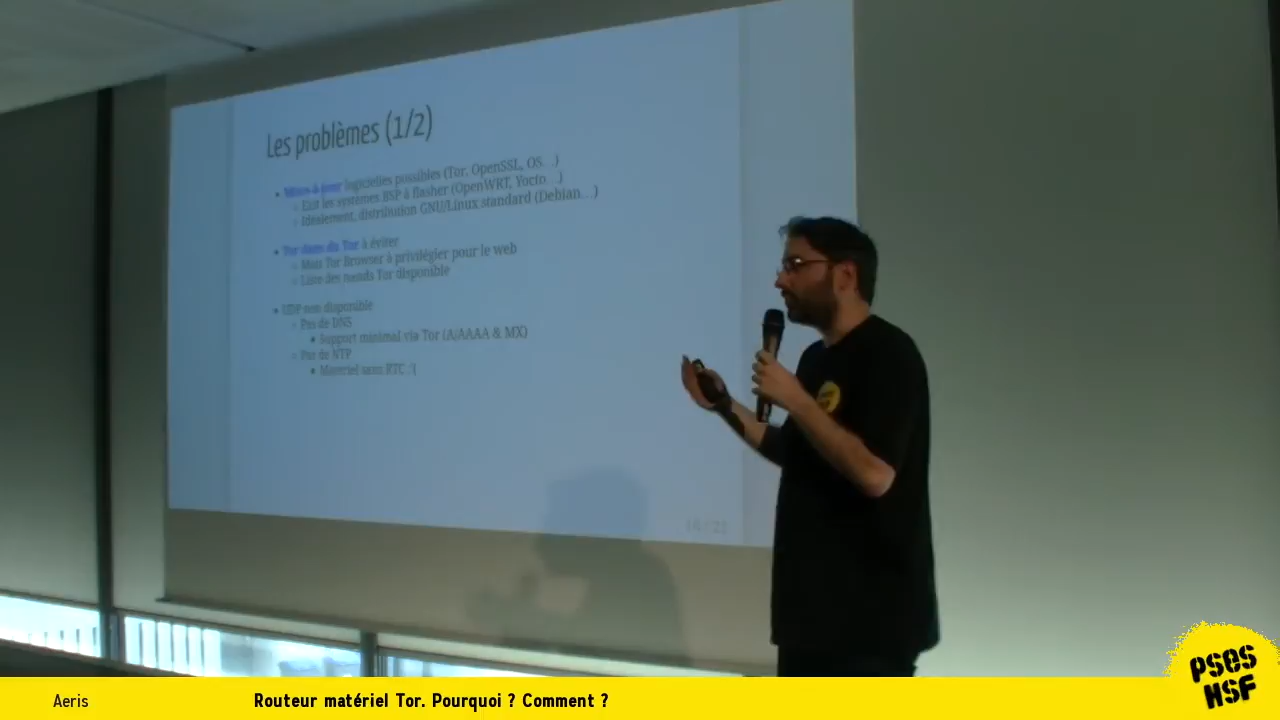 Les problèmes (1/2)
• Mises à jour logicielles possibles (Tor, OpenSSL, OS…)
○ Exit les systèmes BSP à flasher (OpenWRT, Yocto…)
○ Idéalement, distribution GNU/Linux standard (Debian…)
• Tor dans du Tor à éviter
○ Mais Tor Browser à privilégier pour le web
○ Liste des nœuds Tor disponible
• UDP non disponible
○ Pas de DNS
▪ Support minimal via Tor (A/AAAA & MX)
○ Pas de NTP
▪ Materiel sans RTC :(
PSES
HSF
Aeris
Routeur matériel Tor. Pourquoi ? Comment ?